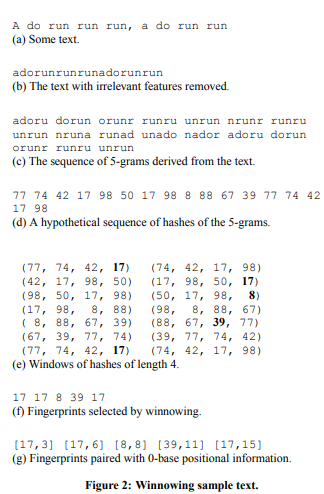 A do run run run, a do run run
(a) Some text.
adorunrunrunadorunrun
(b) The text with irrelevant features removed.
adoru dorun orunr runru unrun nrunr runru
unrun nruna runad unado nador adoru dorun
orunr runru unrun
(c) The sequence of 5-grams derived from the text.
77 74 42 17 98 50 17 98 8 88 67 39 77 74 42
17 98
(d) A hypothetical sequence of hashes of the 5-grams.
(77, 74, 42, 17) (74, 42, 17, 98)
(42, 17, 98, 50) (17, 98, 50, 17)
(98, 50, 17, 98) (50, 17, 98, 8)
(17, 98, 8, 88) (98, 8, 88, 67)
( 8, 88, 67, 39) (88, 67, 39, 77)
(67, 39, 77, 74) (39, 77, 74, 42)
(77, 74, 42, 17) (74, 42, 17, 98)
(e) Windows of hashes of length 4.
17 17 8 39 17
(f) Fingerprints selected by winnowing.
[17,3] [17,6] [8,8] [39,11] [17,15]
(g) Fingerprints paired with 0-base positional information.
Figure 2: Winnowing sample text.